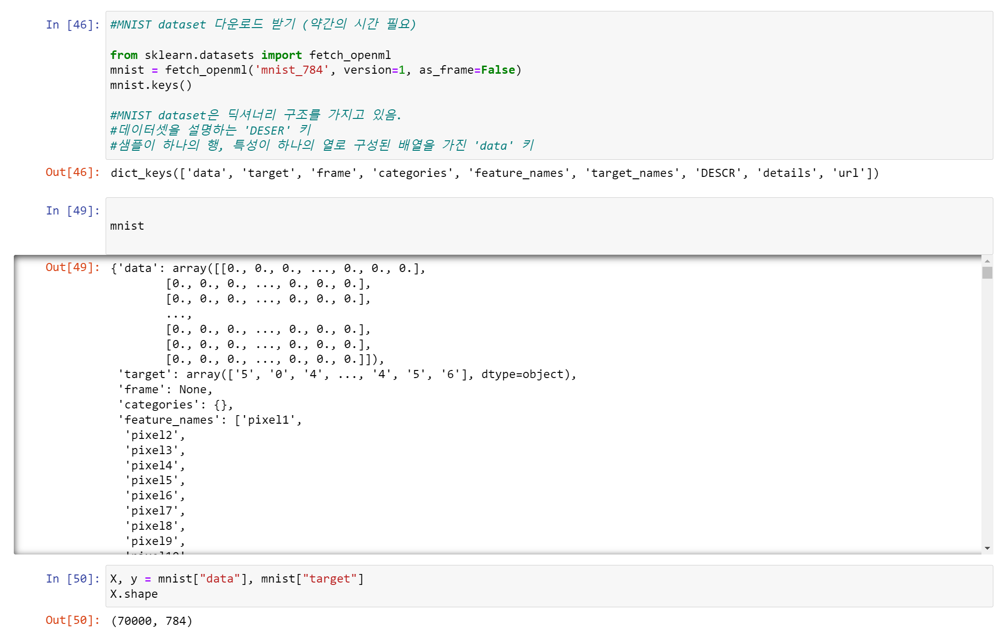 In [46]: #MNIST dataset 다운로드 받기 (약간의 시간 필요)
from sklearn.datasets import fetch_openml
mnist = fetch_openml('mnist_784', version=1, as_frame=False)
mnist.keys()
#MNIST dataset은 딕셔너리 구조를 가지고 있음.
#데이터셋을 설명하는 'DESER' 키
#샘플이 하나의 행, 특성이 하나의 열로 구성된 배열을 가진 'data' 키
Out[46]: dict_keys(['data', 'target', 'frame', 'categories', 'feature_names', 'target_names', 'DESCR', 'details', 'url'])
In [49]:
mnist
Out[49]: {'data': array([[0., 0., 0., ..., 0., 0., 0.],
[0., 0., 0., ..., 0., 0., 0.],
[0., 0., 0., ..., 0., 0., 0.],
...,
[0., 0., 0., ..., 0., 0., 0.],
[0., 0., 0., ..., 0., 0., 0.],
[0., 0., 0., ..., 0., 0., 0.]]),
'target': array(['5', '0', '4', ..., '4', '5', '6'], dtype=object),
'frame': None,
'categories': {},
'feature_names': ['pixel1',
'pixel2',
'pixel3',
'pixel4',
'pixel5',
'pixel6',
'pixel7',
'pixel8',
'pixel9',
In [50]: X, y = mnist["data"], mnist["target"]
X.shape
Out[50]: (70000, 784)